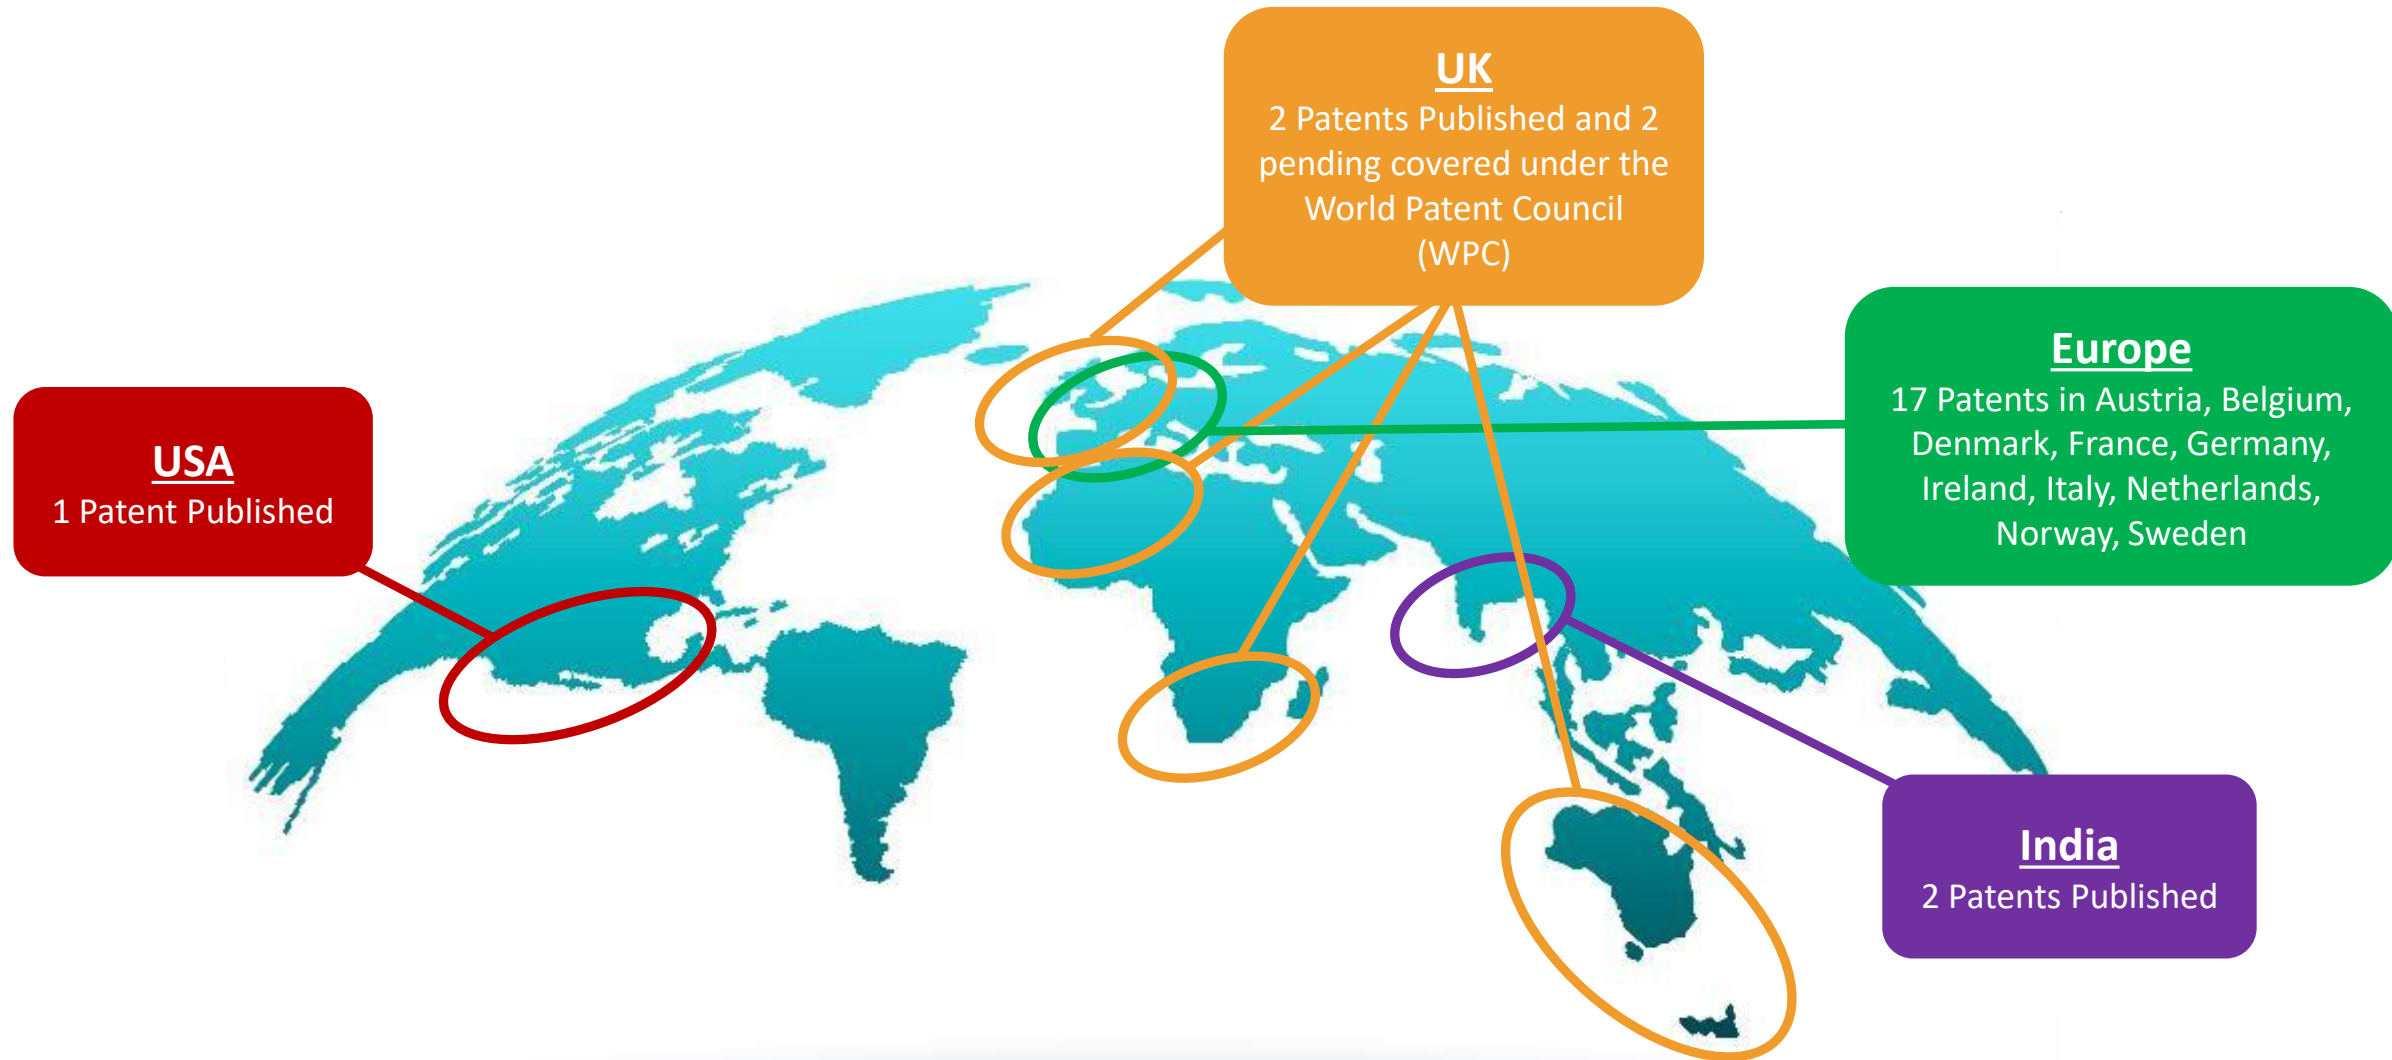 UK
2 Patents Published and 2
pending covered under the
World Patent Council
(WPC)
Europe
17 Patents in Austria, Belgium,
Denmark, France, Germany,
Ireland, Italy, Netherlands,
Norway, Sweden
USA
1 Patent Published
India
2 Patents Published